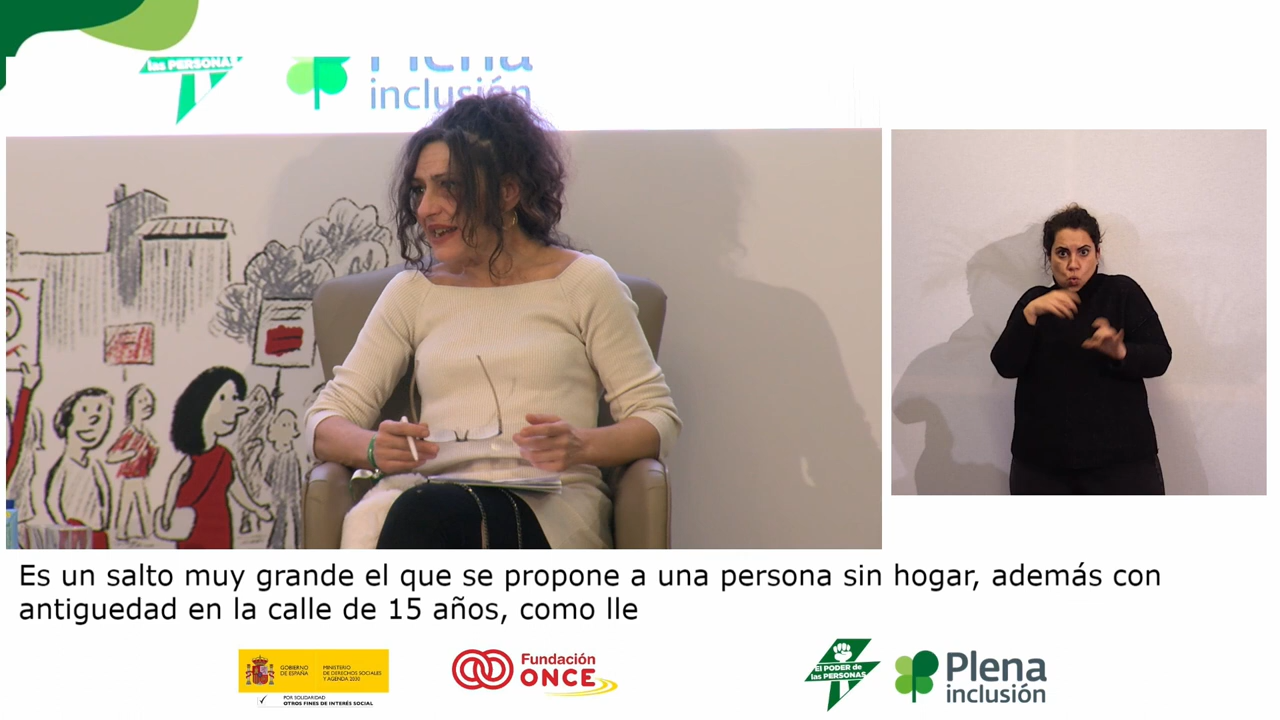 las PERSONAS
Plena
inclusión
Es un salto muy grande el que se propone a una persona sin hogar, además con
antiguedad en la calle de 15 años, como lle
GOBIERNO
DE ESPAÑA
MINISTERIO
DE DERECHOS SOCIALES
Y AGENDA 2030
POR SOLIDARIDAD
OTROS FINES DE INTERÉS SOCIAL
Fundación
ONCE
EL PODER de
las PERSONAS
Plena
inclusión